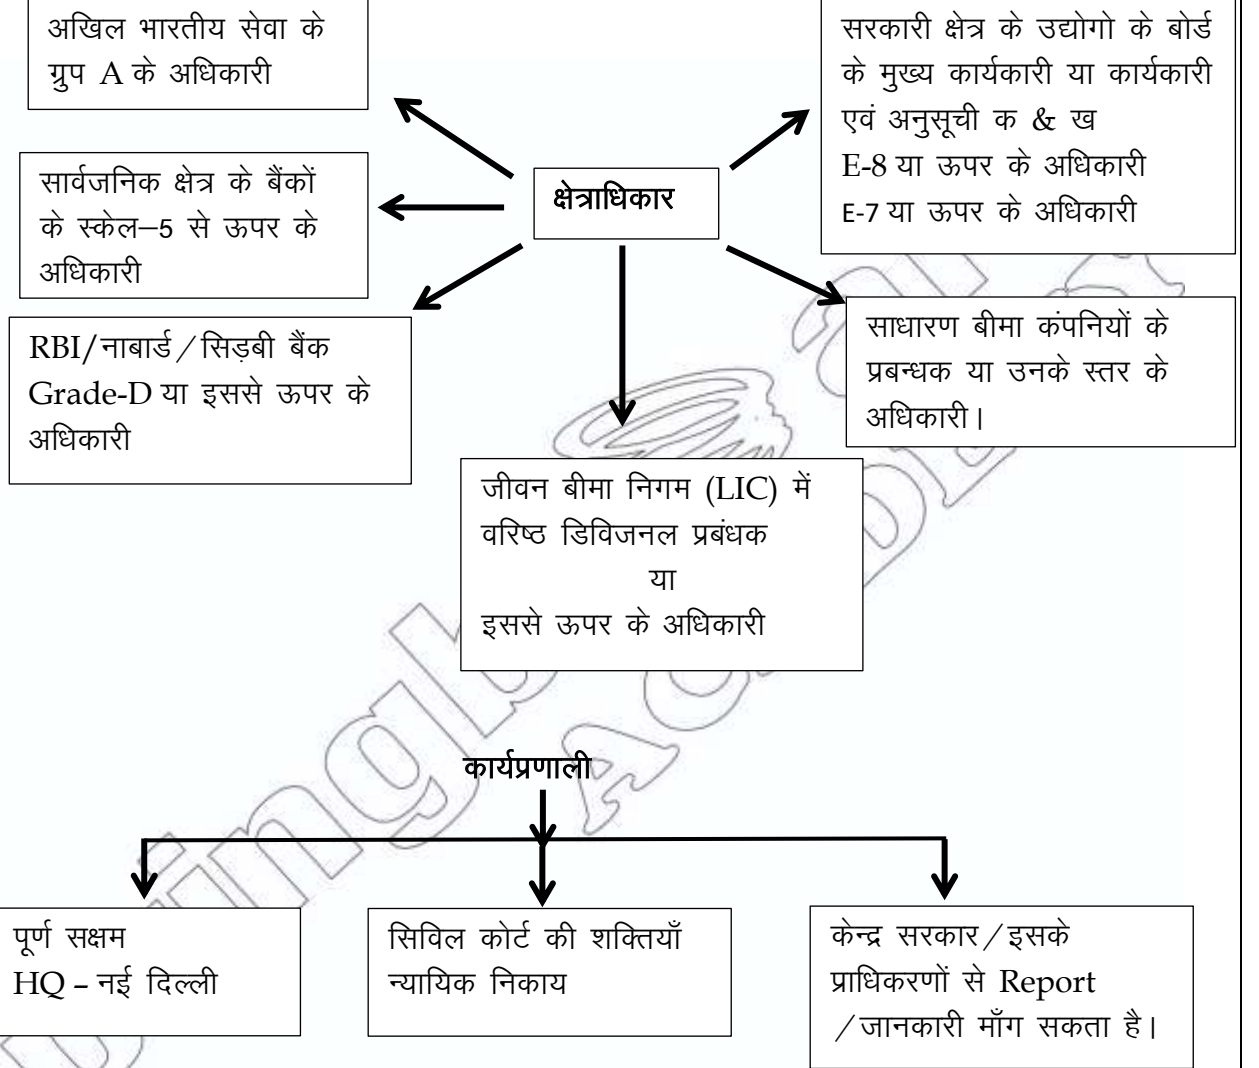 अखिल भारतीय सेवा के
ग्रुप A के अधिकारी
सरकारी क्षेत्र के उद्योगो के बोर्ड
के मुख्य कार्यकारी या कार्यकारी
एवं अनुसूची क & ख
E-8 या ऊपर के अधिकारी
E-7 या ऊपर के अधिकारी
क्षेत्राधिकार
सार्वजनिक क्षेत्र के बैंकों
के स्केल–5 से ऊपर के
अधिकारी
RBI/नाबार्ड/सिड़बी बैंक
Grade-D या इससे ऊपर के
अधिकारी
साधारण बीमा कंपनियों के
प्रबन्धक या उनके स्तर के
अधिकारी।
जीवन बीमा निगम (LIC) में
वरिष्ठ डिविजनल प्रबंधक
या
इससे ऊपर के अधिकारी
कार्यप्रणाली
पूर्ण सक्षम
HQ – नई दिल्ली
सिविल कोर्ट की शक्तियाँ
न्यायिक निकाय
केन्द्र सरकार/इसके
प्राधिकरणों से Report
/जानकारी माँग सकता है।